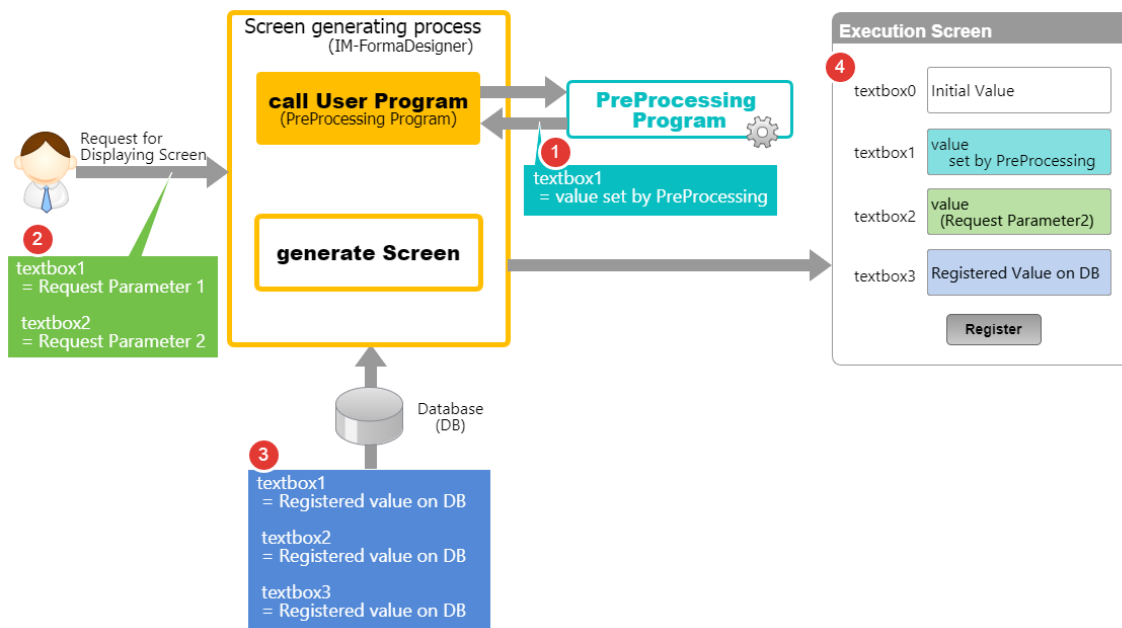 Screen generating process
(IM-FormaDesigner)
call User Program
(PreProcessing Program)
PreProcessing
Program
1
textbox1
= value set by PreProcessing
Request for
Displaying Screen
2
textbox1
= Request Parameter 1
textbox2
= Request Parameter 2
generate Screen
Database
(DB)
3
textbox1
= Registered value on DB
textbox2
= Registered value on DB
textbox3
= Registered value on DB
Execution Screen
4
textbox0
Initial Value
textbox1
value
set by PreProcessing
textbox2
value
(Request Parameter2)
textbox3
Registered Value on DB
Register